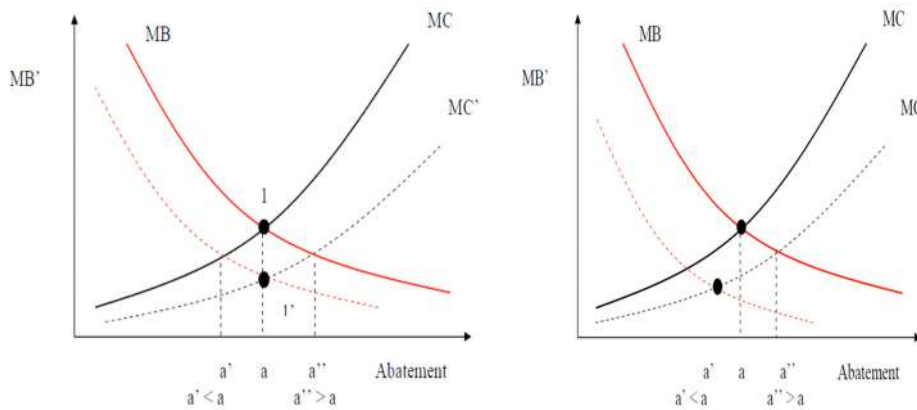 MB
MC
MB'
MC'
1
1'
a' a a'' Abatement
a' < a a'' > a
MB
MC
MB'
MC
a' a a'' Abatement
a' < a a'' > a